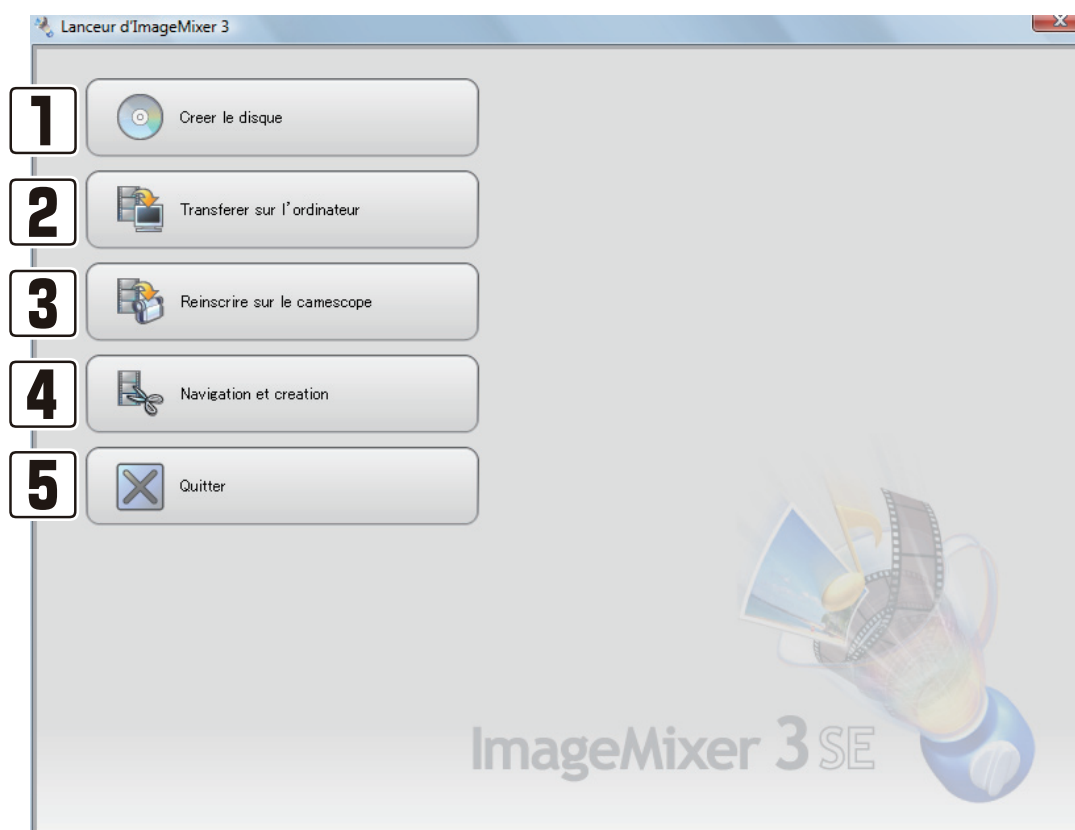 Lanceur d'ImageMixer 3
1
Creer le disque
2
Transferer sur l'ordinateur
3
Reinscrire sur le camescope
4
Navigation et creation
5
Quitter
ImageMixer 3 SE